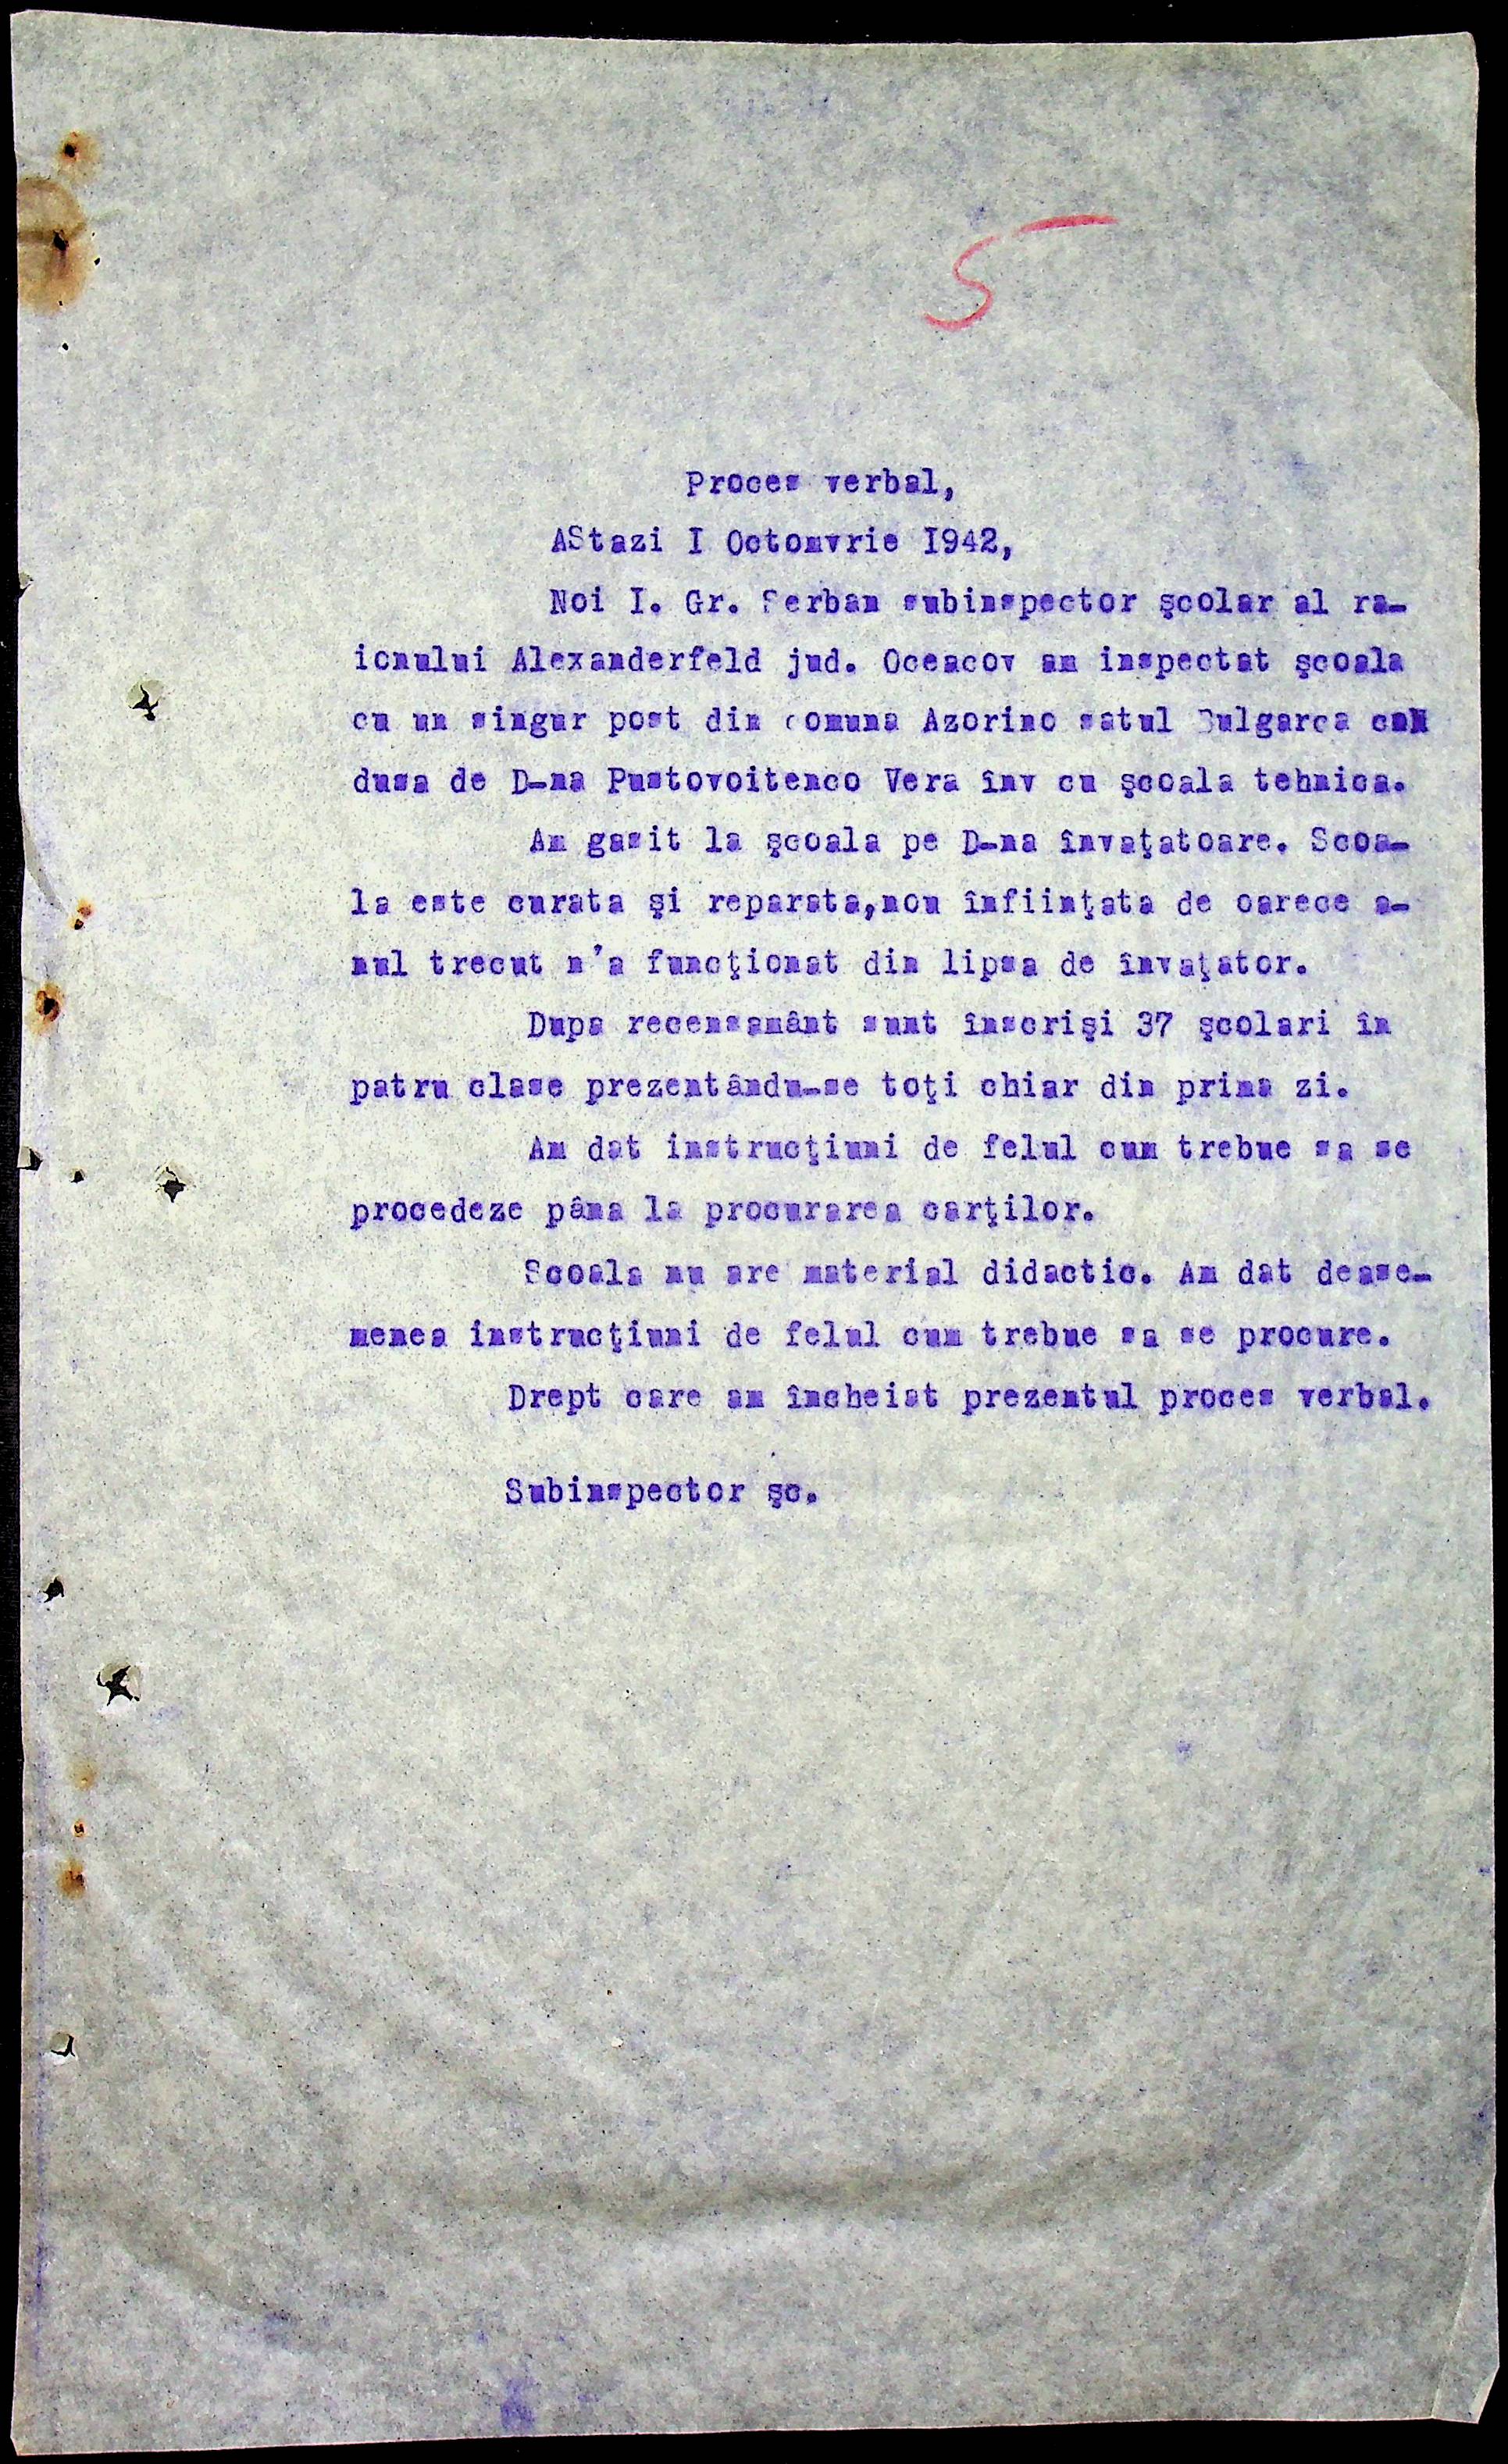 5
Proces verbal,
AStazi I Octomvrie I942,
Noi I. Gr. Serban subinspector şcolar al ra-
ionului Alexanderfeld jud. Oceacov am inspectat şcoala
cu un singur post din comuna Azorino satul Bulgarca con
dusa de D-na Pustovoitenco Vera înv cu şcoala tehnica.
Am gasit la şcoala pe D-na învaţatoare. Scoa-
la este curata şi reparata,nou înfiinţata de oarece a-
nul trecut n'a funcţionat din lipsa de învaţator.
Dupa recensamânt sunt înscrişi 37 şcolari în
patru clase prezentându-se toţi chiar din prima zi.
Am dat instrucţiuni de felul cum trebue sa se
procedeze pâna la procurarea carţilor.
Scoala nu are material didactic. Am dat dease-
menea instrucţiuni de felul cum trebue sa se procure.
Drept care am încheiat prezentul proces verbal.
Subinspector şc.